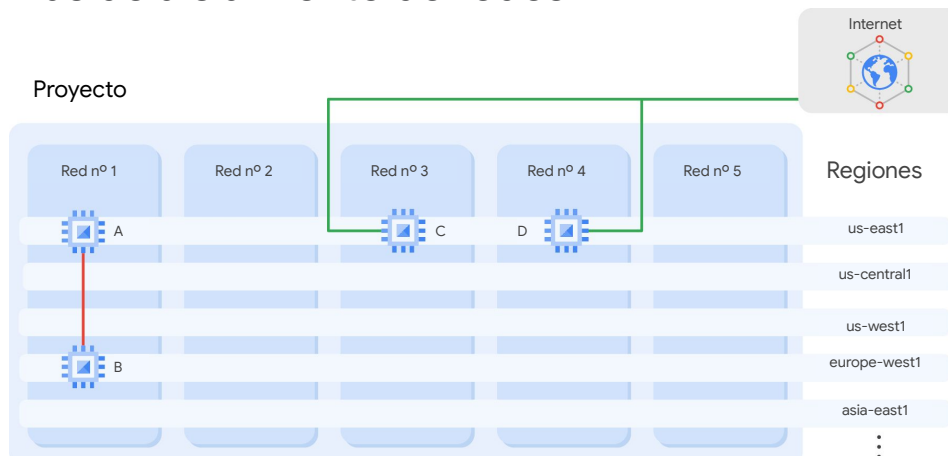 Internet
Proyecto
Red nº 1
Red nº 2
Red nº 3
Red nº 4
Red nº 5
Regiones
A
C
D
us-east1
us-central1
us-west1
B
europe-west1
asia-east1